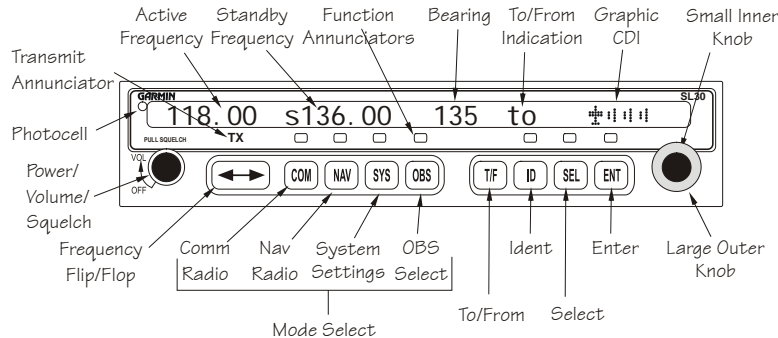 Active Frequency
Standby Frequency
Function Annunciators
Bearing
To/From Indication
Graphic CDI
Small Inner Knob
Transmit Annunciator
GARMIN
SL30
118.00 s136.00 135 to
Photocell
PULL SQUELCH
TX
VOL
OFF
COM
NAV
SYS
OBS
T/F
ID
SEL
ENT
Power/
Volume/
Squelch
Frequency Flip/Flop
Comm Radio
Nav Radio
System Settings
OBS Select
Ident
Enter
Large Outer Knob
To/From
Select
Mode Select